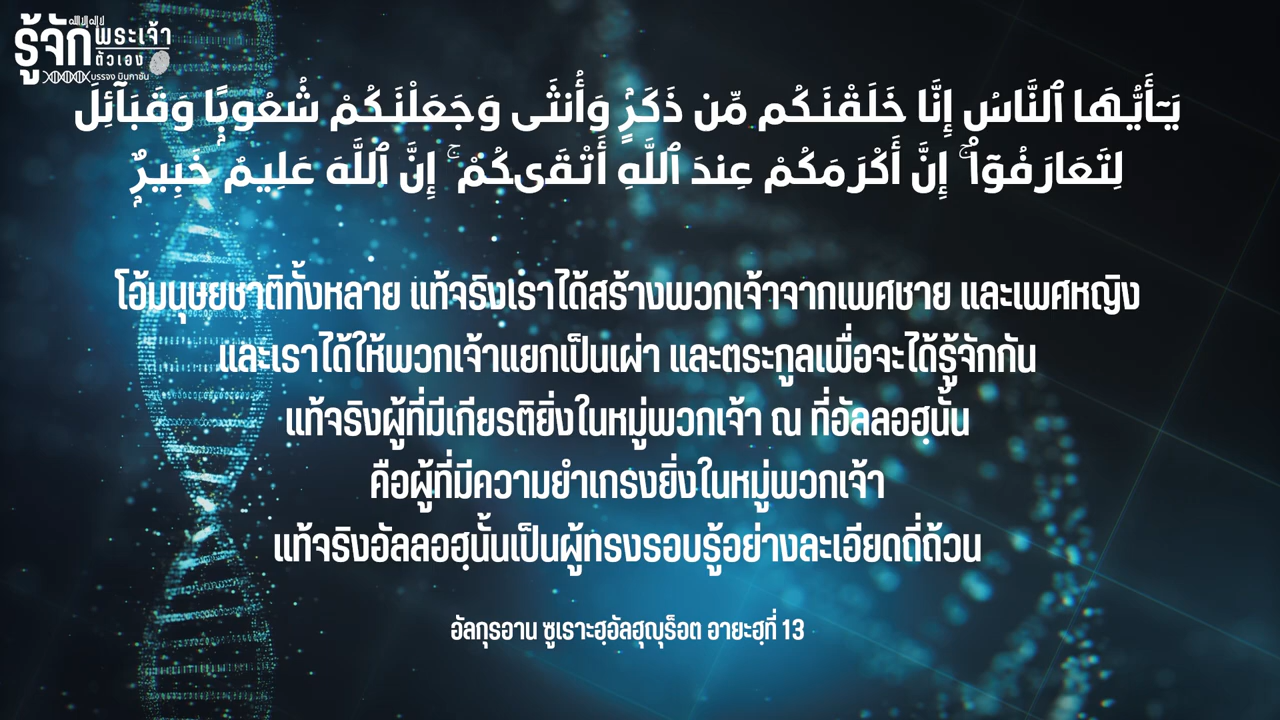 รู้จักพระเจ้า
ตัวเอง
บรรจง บินกาซัน
يَـٰٓأَيُّهَا ٱلنَّاسُ إِنَّا خَلَقْنَـٰكُم مِّن ذَكَرٍ وَأُنثَىٰ وَجَعَلْنَـٰكُمْ شُعُوبًا وَقَبَآئِلَ
لِتَعَارَفُوٓا۟ ۚ إِنَّ أَكْرَمَكُمْ عِندَ ٱللَّهِ أَتْقَىٰكُمْ ۚ إِنَّ ٱللَّهَ عَلِيمٌ خَبِيرٌ
โอ้มนุษยชาติทั้งหลาย แท้จริงเราได้สร้างพวกเจ้าจากเพศชาย และเพศหญิง
และเราได้ให้พวกเจ้าแยกเป็นเผ่า และตระกูลเพื่อจะได้รู้จักกัน
แท้จริงผู้ที่มีเกียรติยิ่งในหมู่พวกเจ้า ณ ที่อัลลอฮฺนั้น
คือผู้ที่มีความยำเกรงยิ่งในหมู่พวกเจ้า
แท้จริงอัลลอฮฺนั้นเป็นผู้ทรงรอบรู้อย่างละเอียดถี่ถ้วน
อัลกุรอาน ซูเราะฮฺอัลฮุญุร็อต อายะฮฺที่ 13